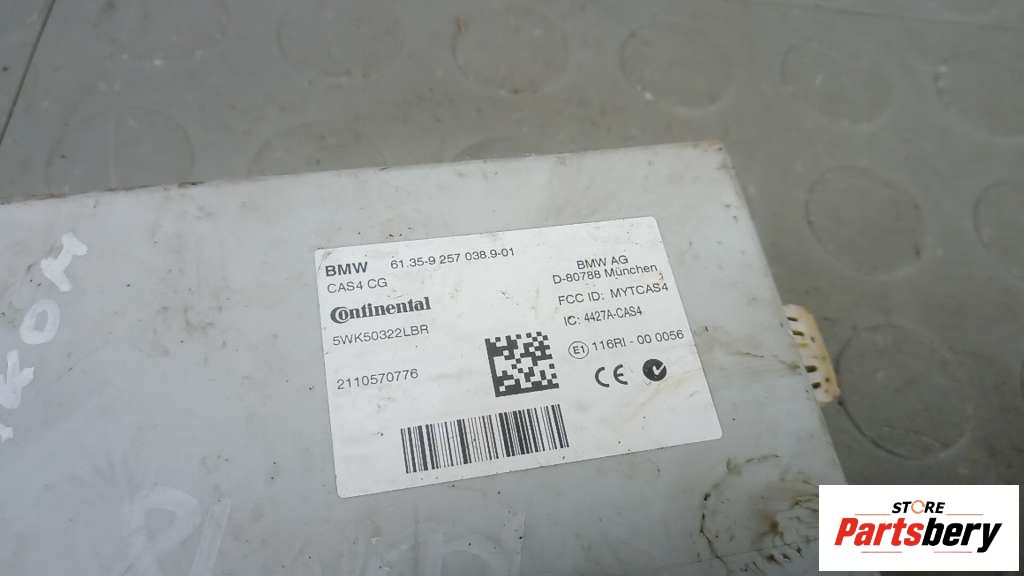 BMW 61.35-9 257 038.9-01
CAS4 CG
Continental
5WK50322LBR
2110570776
BMW AG
D-80788 München
FCC ID: MYTCAS4
IC: 4427A-CAS4
E1 116RI - 00 0056
CE
STORE
Partsbery